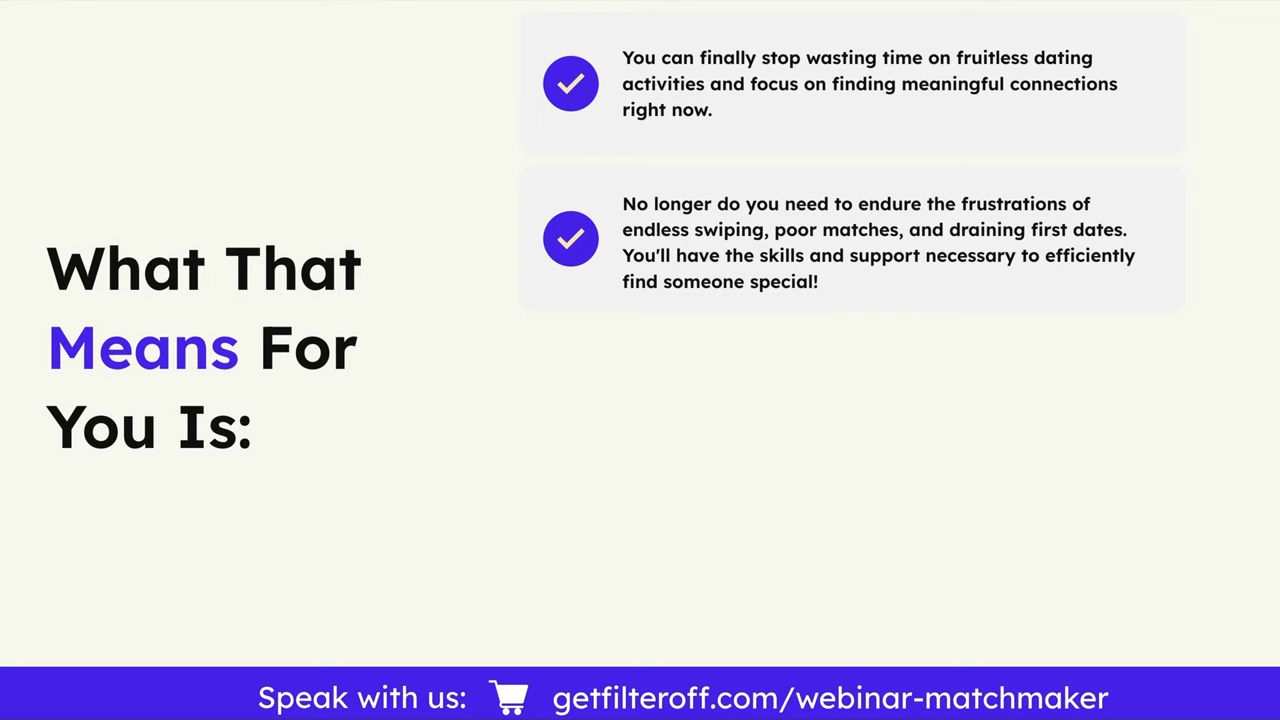 What That
Means For
You Is:
You can finally stop wasting time on fruitless dating
activities and focus on finding meaningful connections
right now.
No longer do you need to endure the frustrations of
endless swiping, poor matches, and draining first dates.
You'll have the skills and support necessary to efficiently
find someone special!
Speak with us: getfilteroff.com/webinar-matchmaker